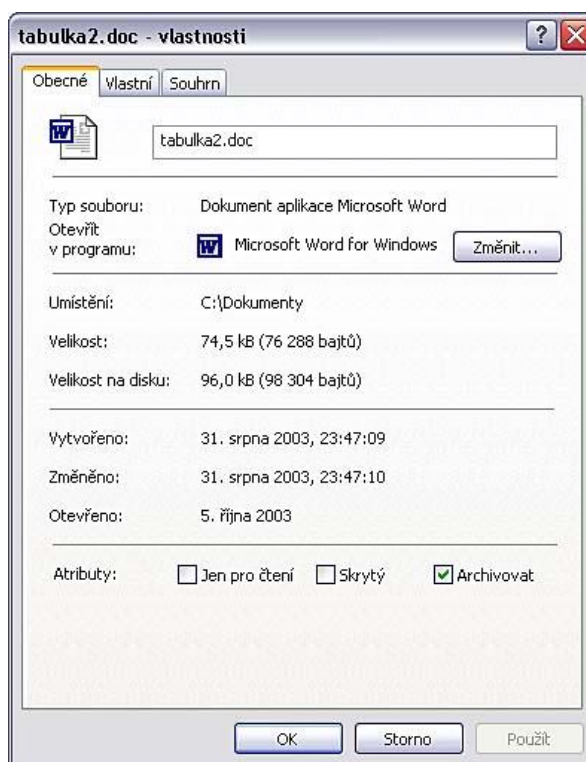 tabulka2.doc - vlastnosti
Obecné Vlastní Souhrn
tabulka2.doc
Typ souboru: Dokument aplikace Microsoft Word
Otevřít
v programu: Microsoft Word for Windows Změnit...
Umístění: C:\Dokumenty
Velikost: 74,5 kB (76 288 bajtů)
Velikost na disku: 96,0 kB (98 304 bajtů)
Vytvořeno: 31. srpna 2003, 23:47:09
Změněno: 31. srpna 2003, 23:47:10
Otevřeno: 5. října 2003
Atributy: Jen pro čtení Skrytý Archivovat
OK Storno Použít